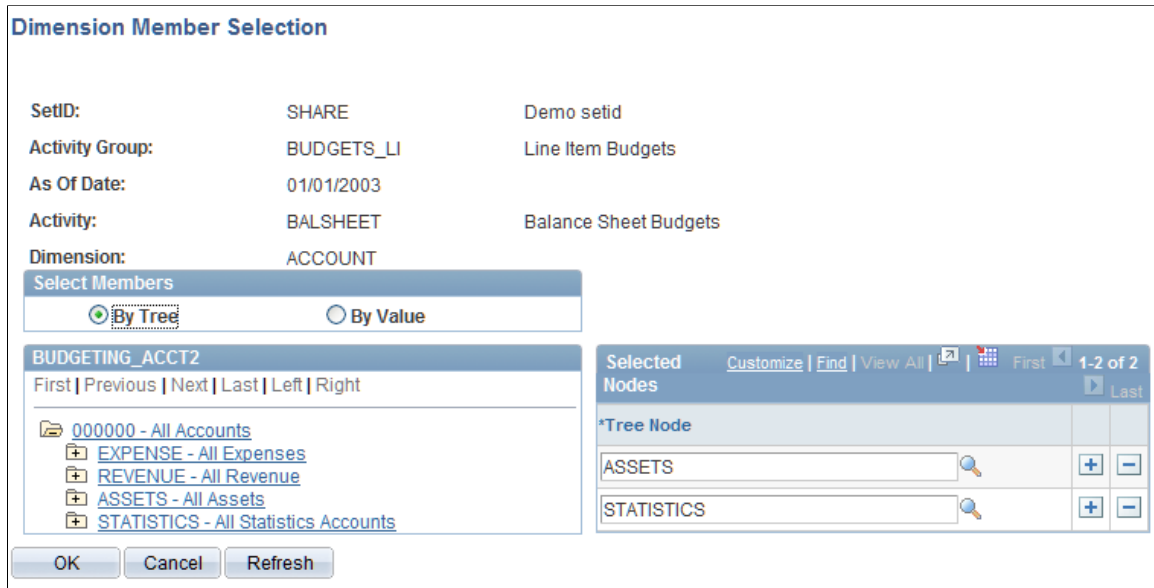 Dimension Member Selection
SetID: SHARE Demo setid
Activity Group: BUDGETS_LI Line Item Budgets
As Of Date: 01/01/2003
Activity: BALSHEET Balance Sheet Budgets
Dimension: ACCOUNT
Select Members
By Tree By Value
BUDGETING_ACCT2
First | Previous | Next | Last | Left | Right
000000 - All Accounts
EXPENSE - All Expenses
REVENUE - All Revenue
ASSETS - All Assets
STATISTICS - All Statistics Accounts
Selected Nodes Customize | Find | View All | | First 1-2 of 2 Last
*Tree Node
ASSETS
STATISTICS
OK Cancel Refresh